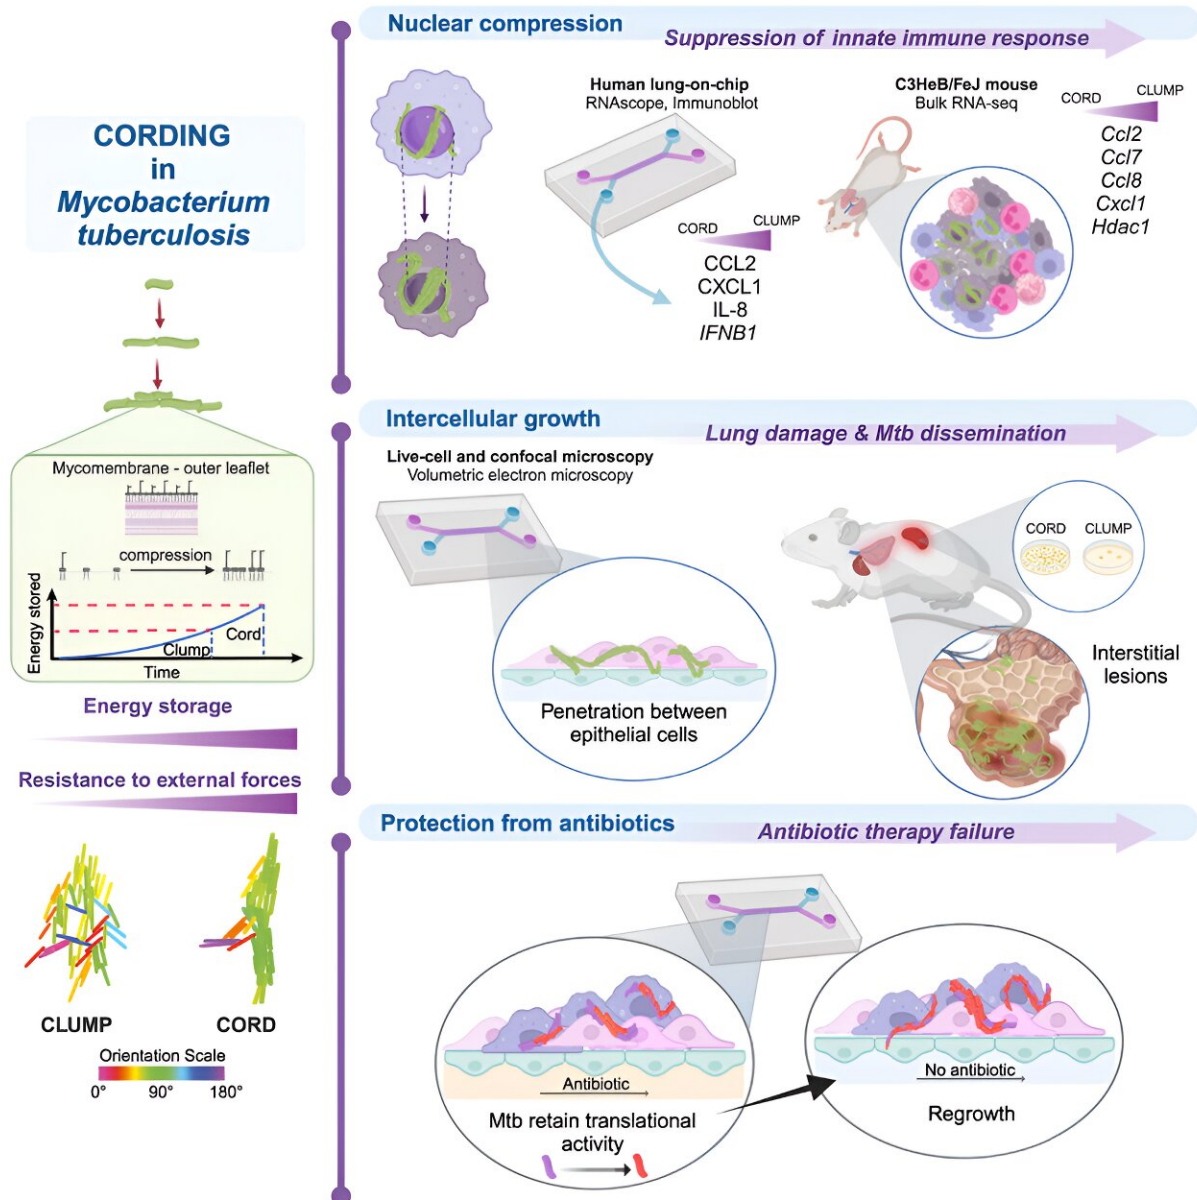 CORDING
in
Mycobacterium
tuberculosis
Mycomembrane - outer leaflet
compression
Energy stored
Clump
Cord
Time
Energy storage
Resistance to external forces
CLUMP
CORD
Orientation Scale
0° 90° 180°
Nuclear compression
Suppression of innate immune response
Human lung-on-chip
RNAscope, Immunoblot
CORD
CLUMP
CCL2
CXCL1
IL-8
IFNB1
C3HeB/FeJ mouse
Bulk RNA-seq
CORD
CLUMP
Ccl2
Ccl7
Ccl8
Cxcl1
Hdac1
Intercellular growth
Lung damage & Mtb dissemination
Live-cell and confocal microscopy
Volumetric electron microscopy
Penetration between
epithelial cells
CORD
CLUMP
Interstitial
lesions
Protection from antibiotics
Antibiotic therapy failure
Antibiotic
Mtb retain translational
activity
No antibiotic
Regrowth